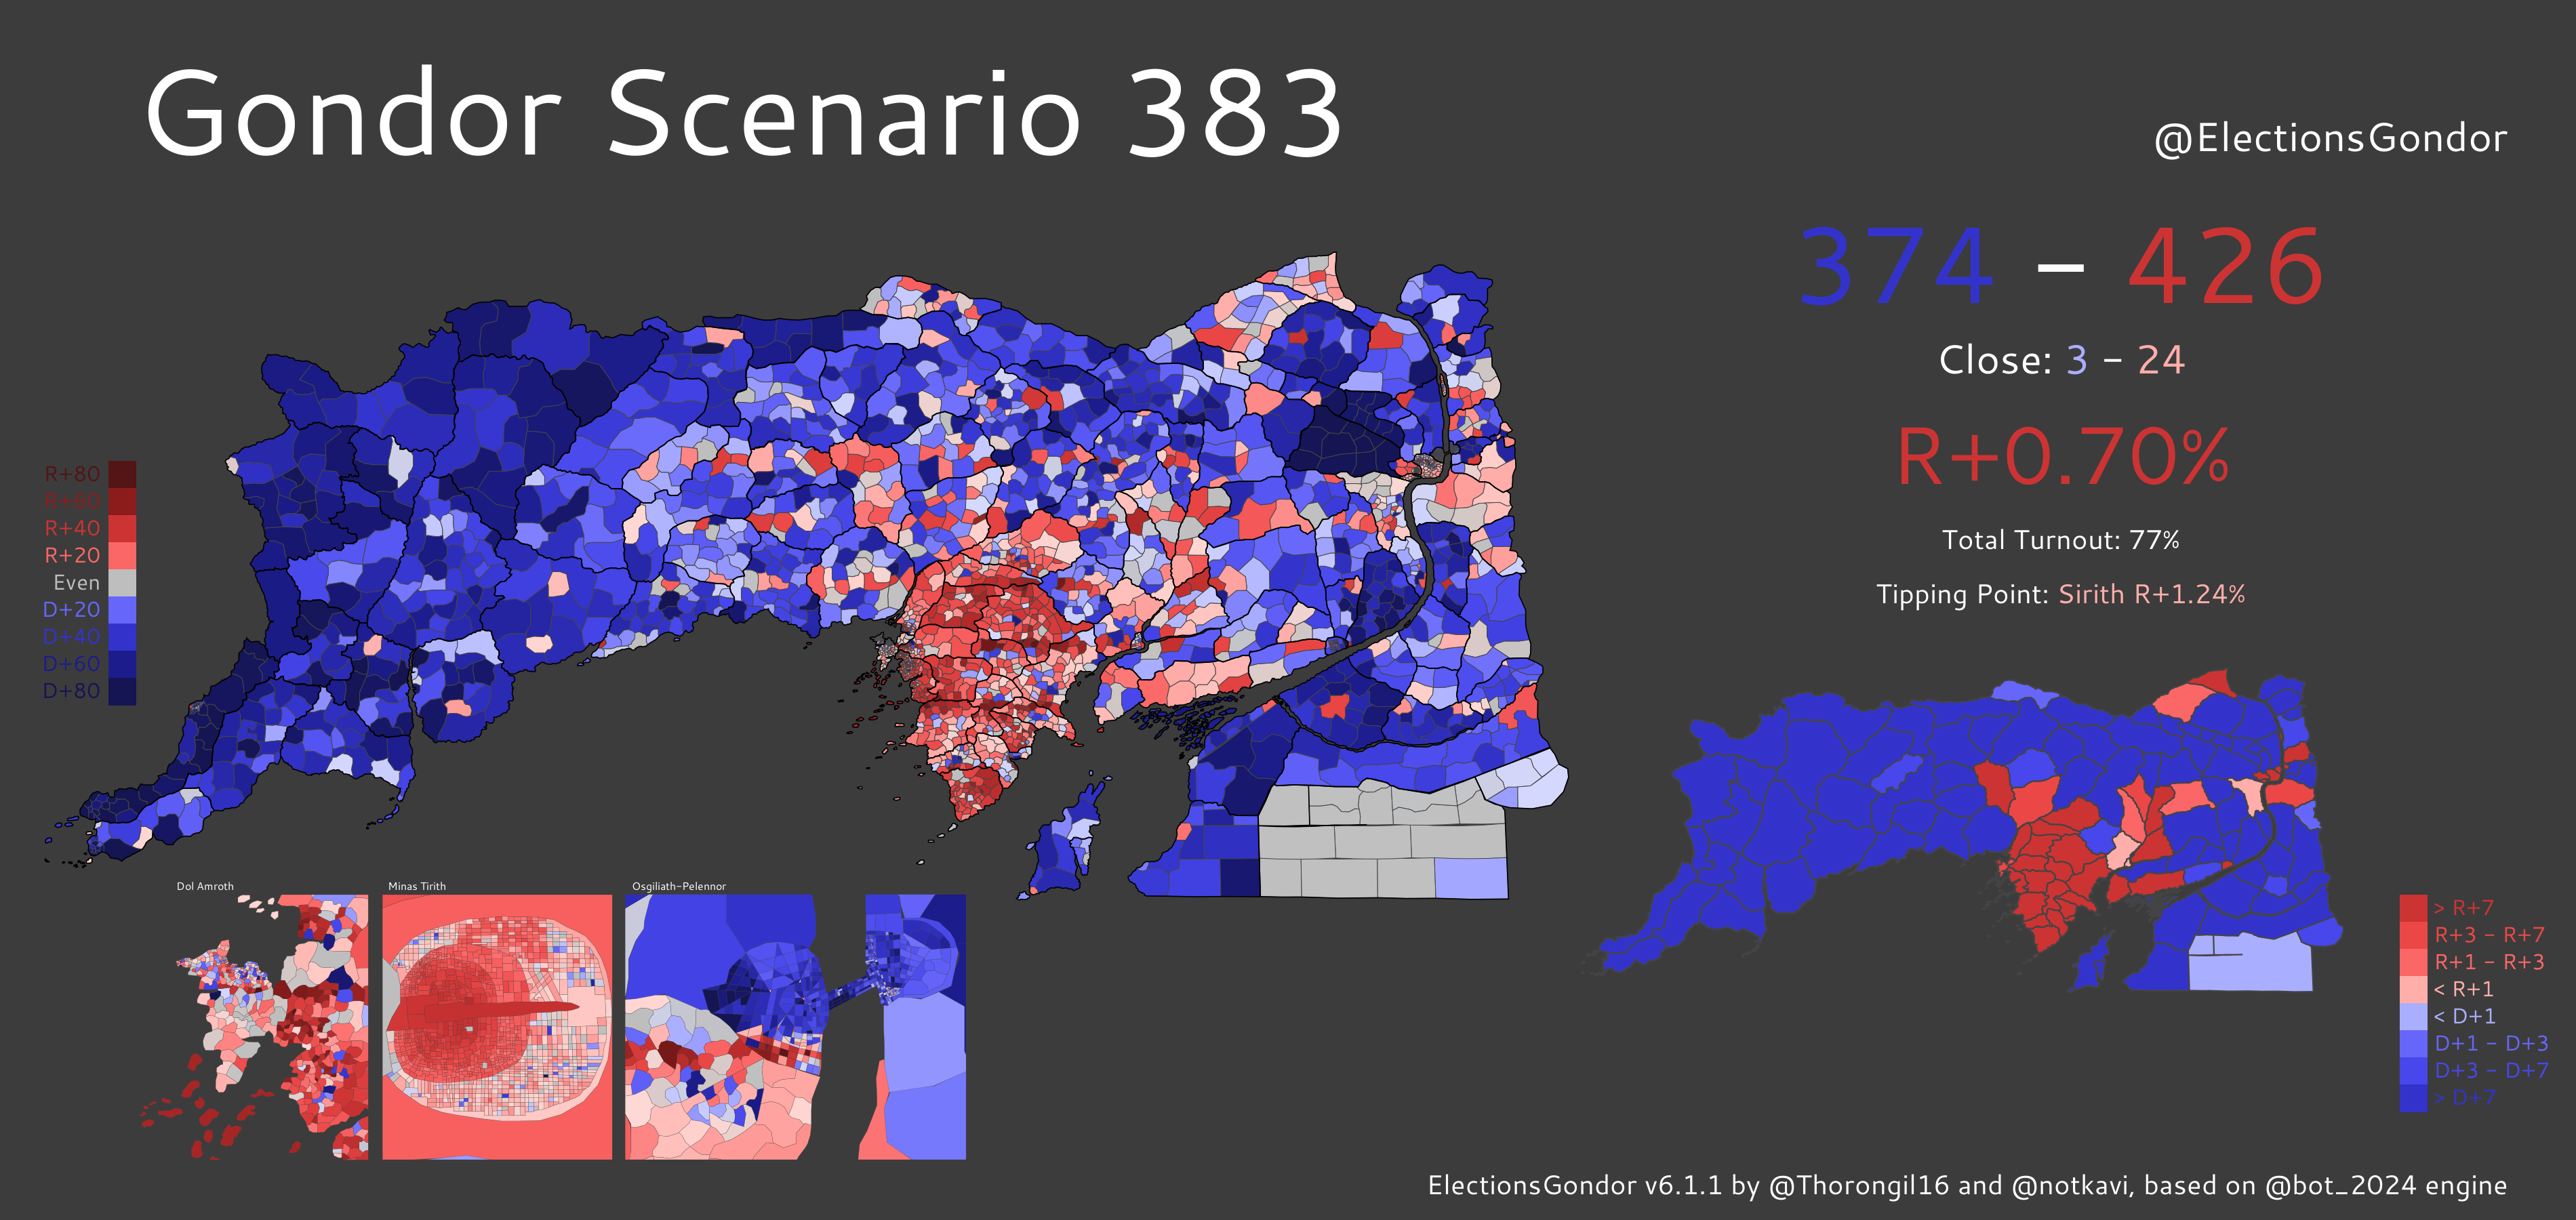 Gondor Scenario 383
@ElectionsGondor
374 – 426
Close: 3 – 24
R+0.70%
Total Turnout: 77%
Tipping Point: Sirith R+1.24%
R+80
R+60
R+40
R+20
Even
D+20
D+40
D+60
D+80
Dol Amroth
Minas Tirith
Osgiliath-Pelennor
> R+7
R+3 – R+7
R+1 – R+3
< R+1
< D+1
D+1 – D+3
D+3 – D+7
> D+7
ElectionsGondor v6.1.1 by @Thorongil16 and @notkavi, based on @bot_2024 engine